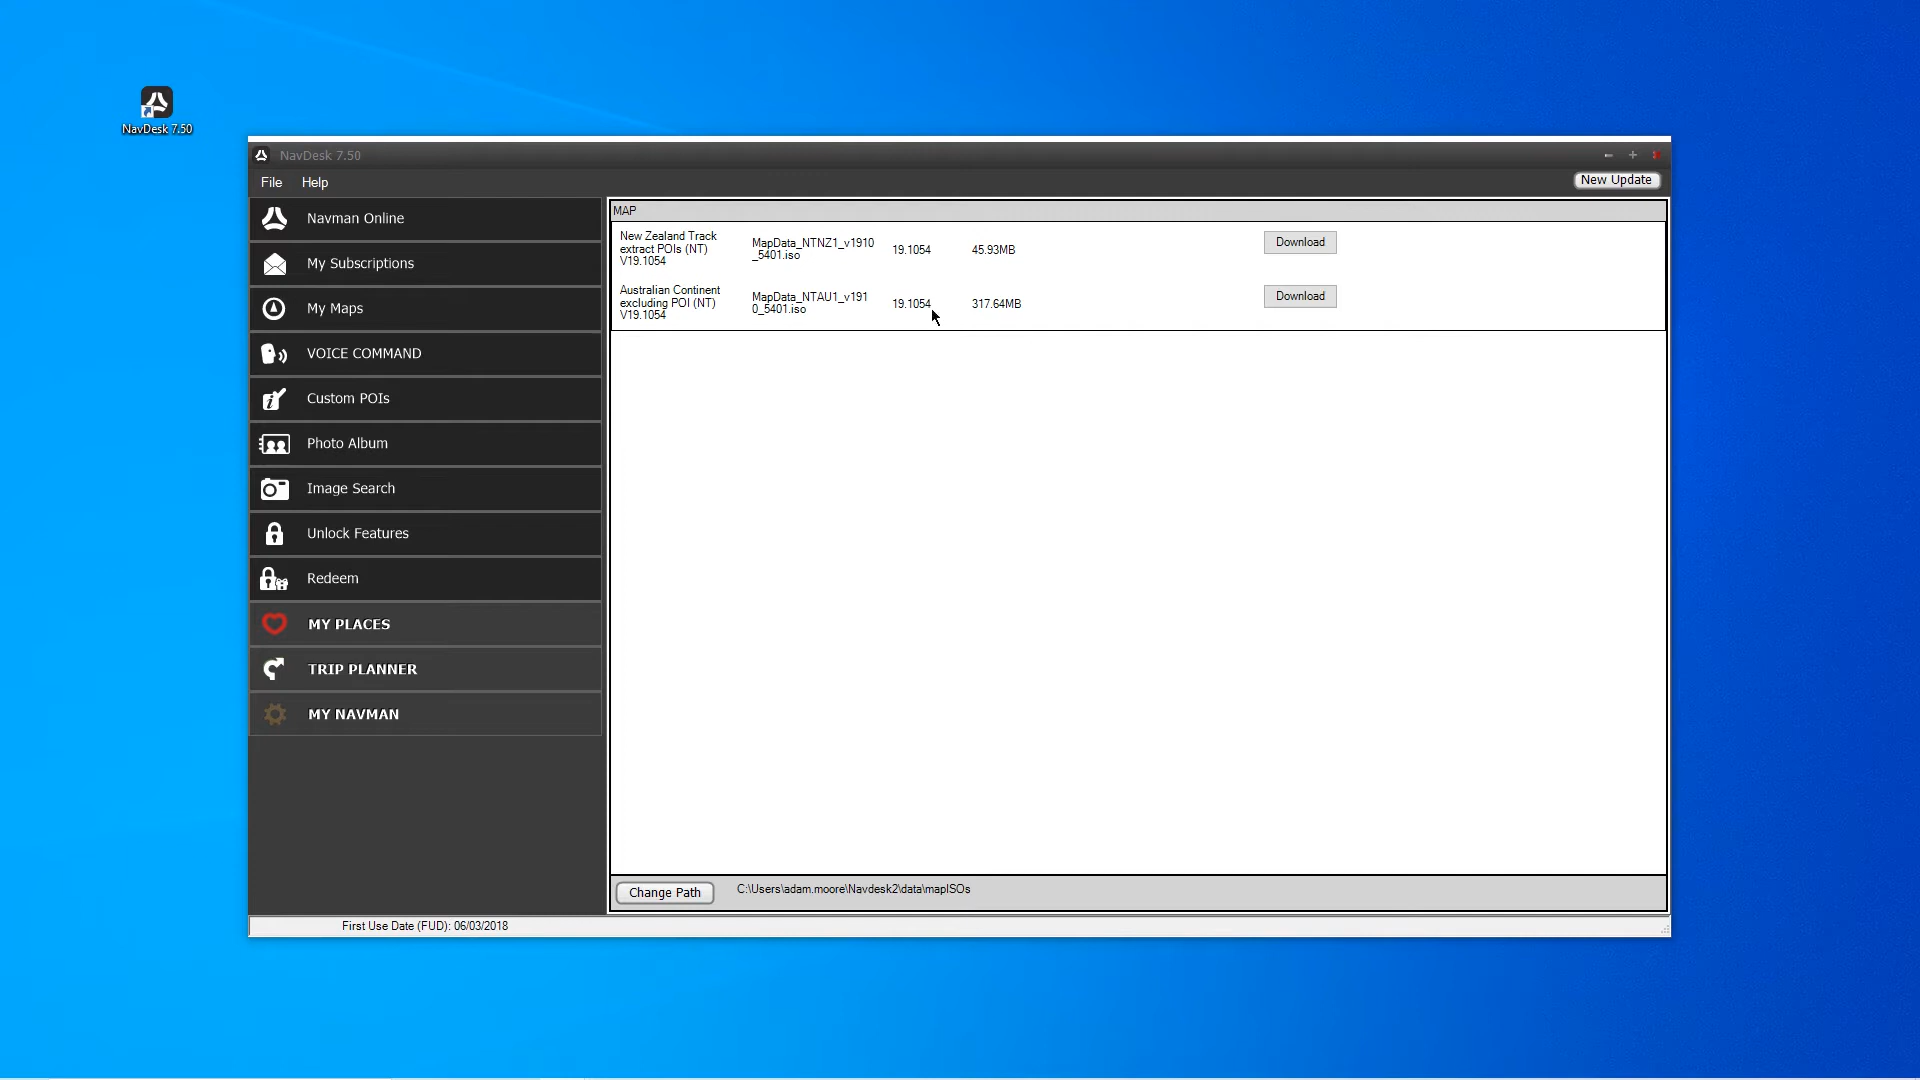 NavDesk 7.50
NavDesk 7.50
File Help
New Update
Navman Online
My Subscriptions
My Maps
VOICE COMMAND
Custom POIs
Photo Album
Image Search
Unlock Features
Redeem
MY PLACES
TRIP PLANNER
MY NAVMAN
MAP
New Zealand Track
extract POIs (NT)
V19.1054
MapData_NTNZ1_v1910
_5401.iso
19.1054
45.93MB
Download
Australian Continent
excluding POI (NT)
V19.1054
MapData_NTAU1_v191
0_5401.iso
19.1054
317.64MB
Download
Change Path
C:\Users\adam.moore\Navdesk2\data\mapISOs
First Use Date (FUD): 06/03/2018